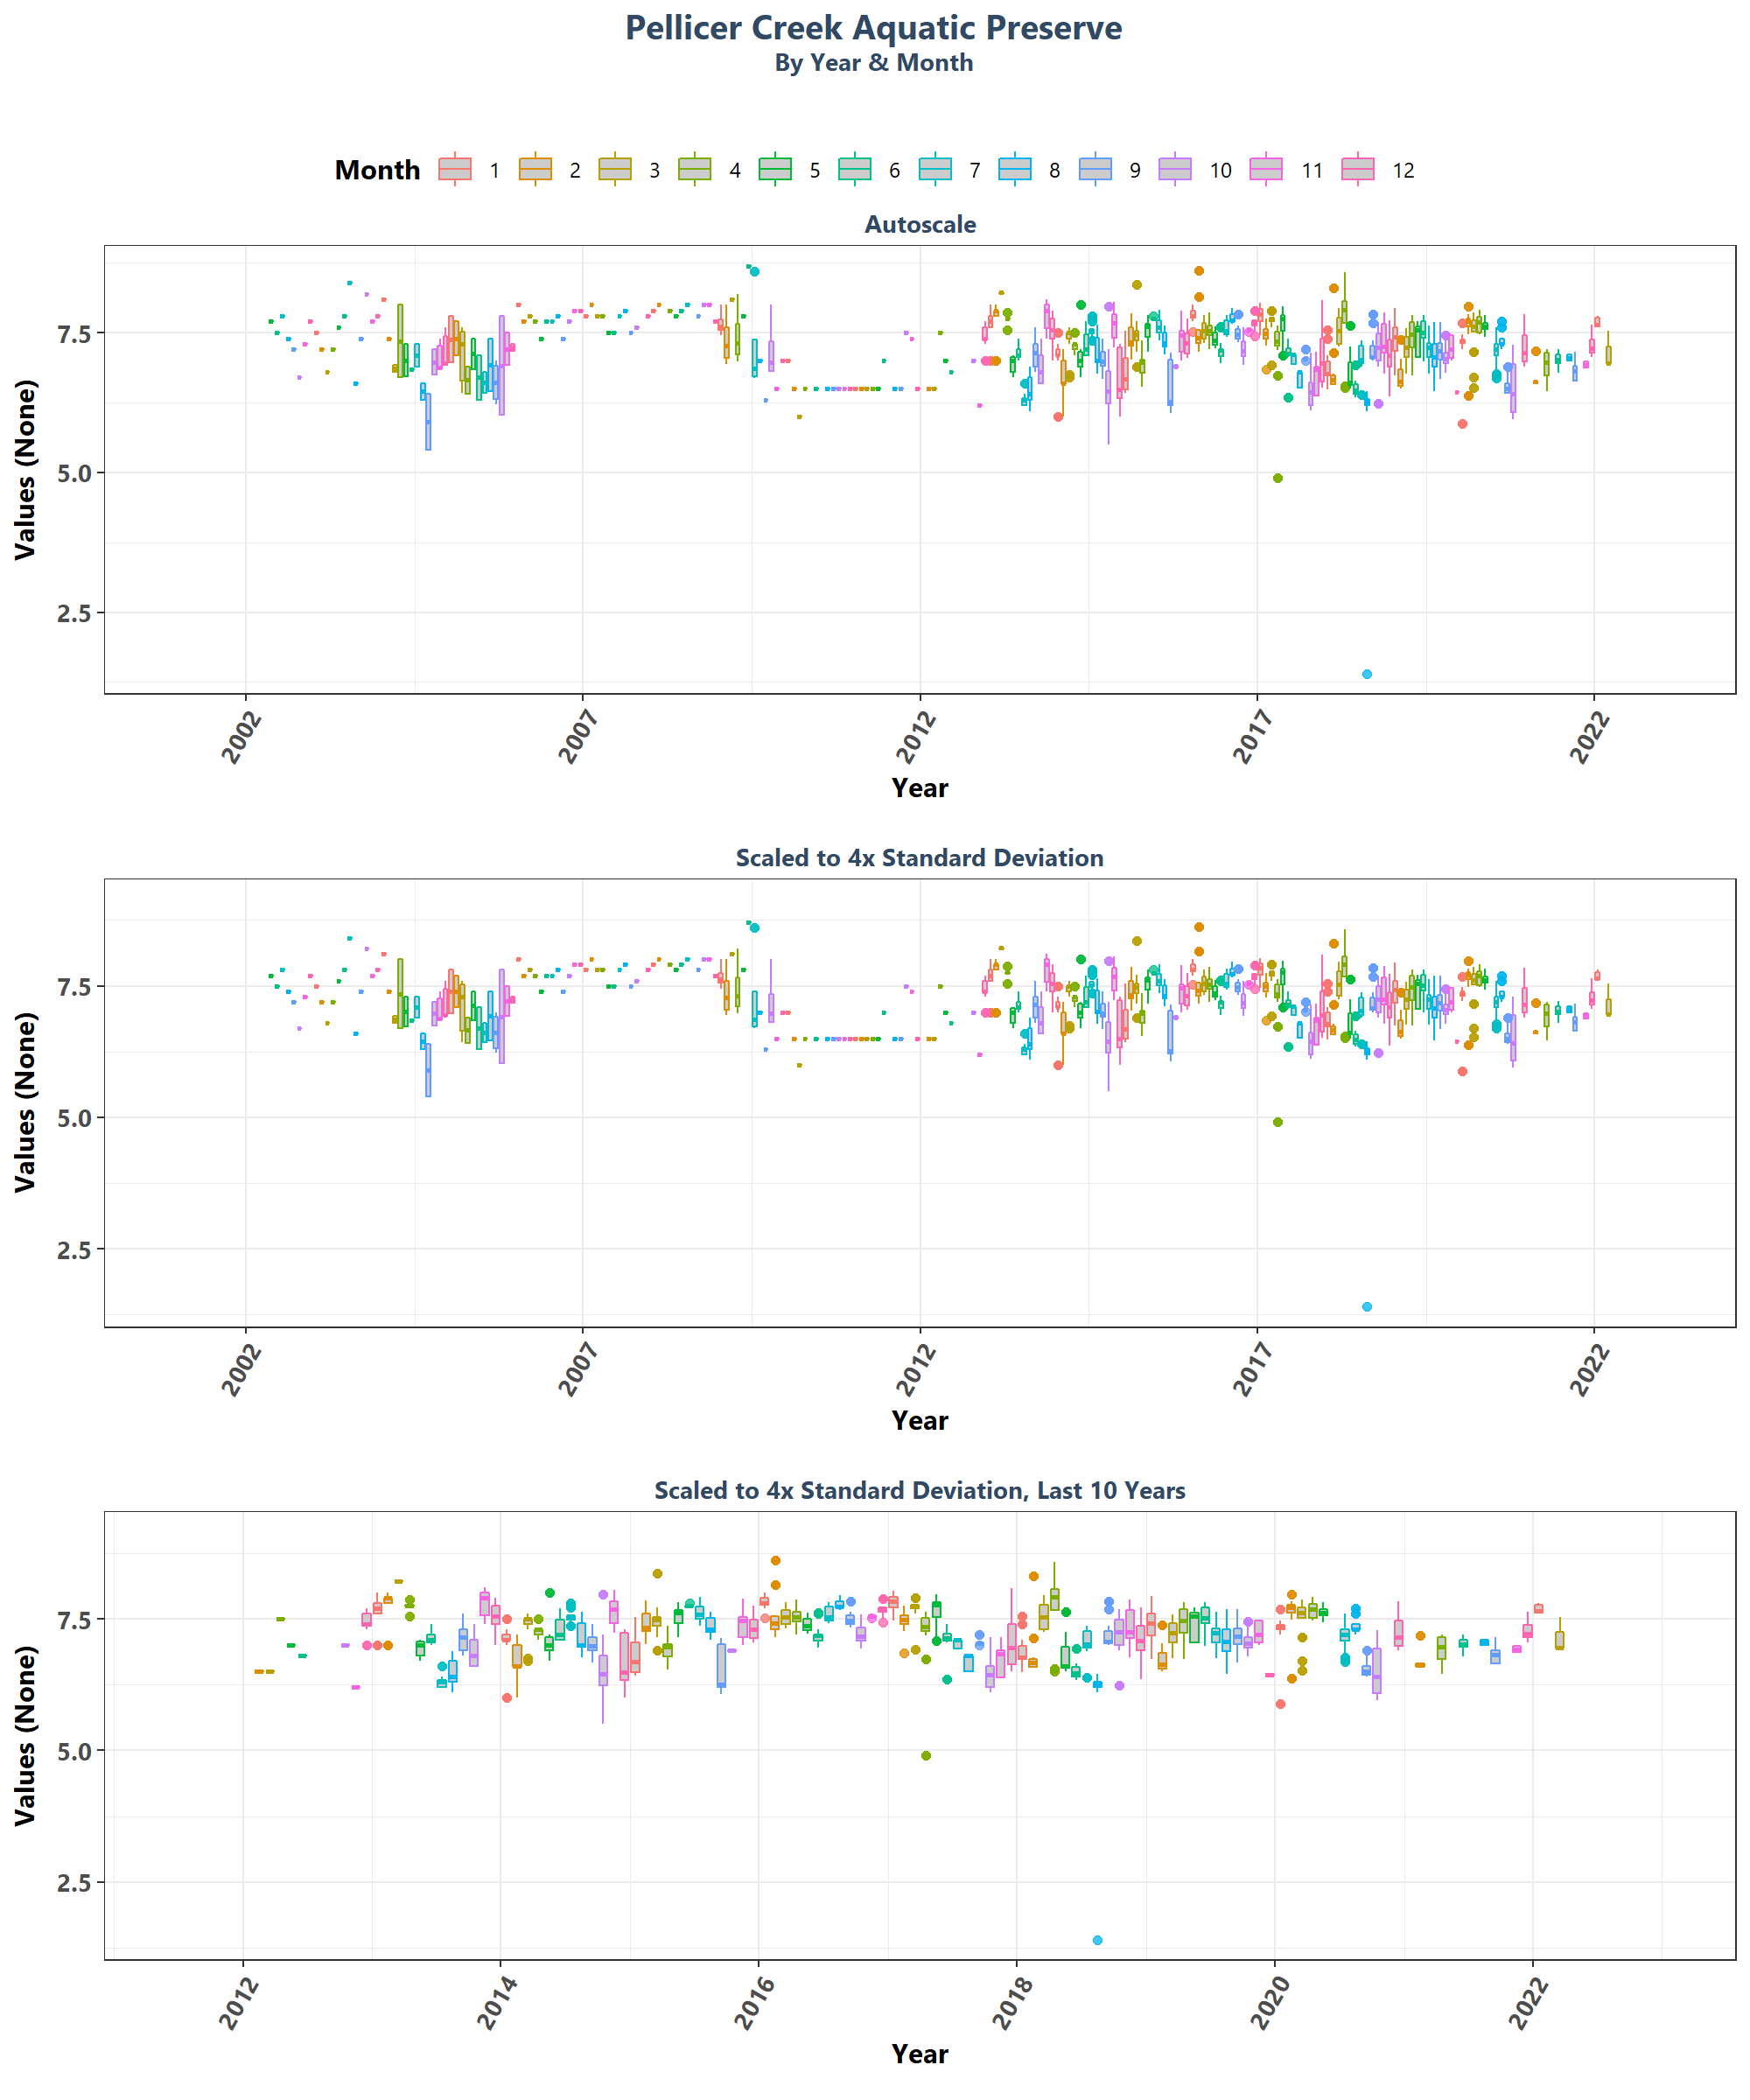 Pellicer Creek Aquatic Preserve
By Year & Month
Month 1 2 3 4 5 6 7 8 9 10 11 12
Autoscale
Values (None)
7.5
5.0
2.5
2002 2007 2012 2017 2022
Year
Scaled to 4x Standard Deviation
Values (None)
7.5
5.0
2.5
2002 2007 2012 2017 2022
Year
Scaled to 4x Standard Deviation, Last 10 Years
Values (None)
7.5
5.0
2.5
2012 2014 2016 2018 2020 2022
Year